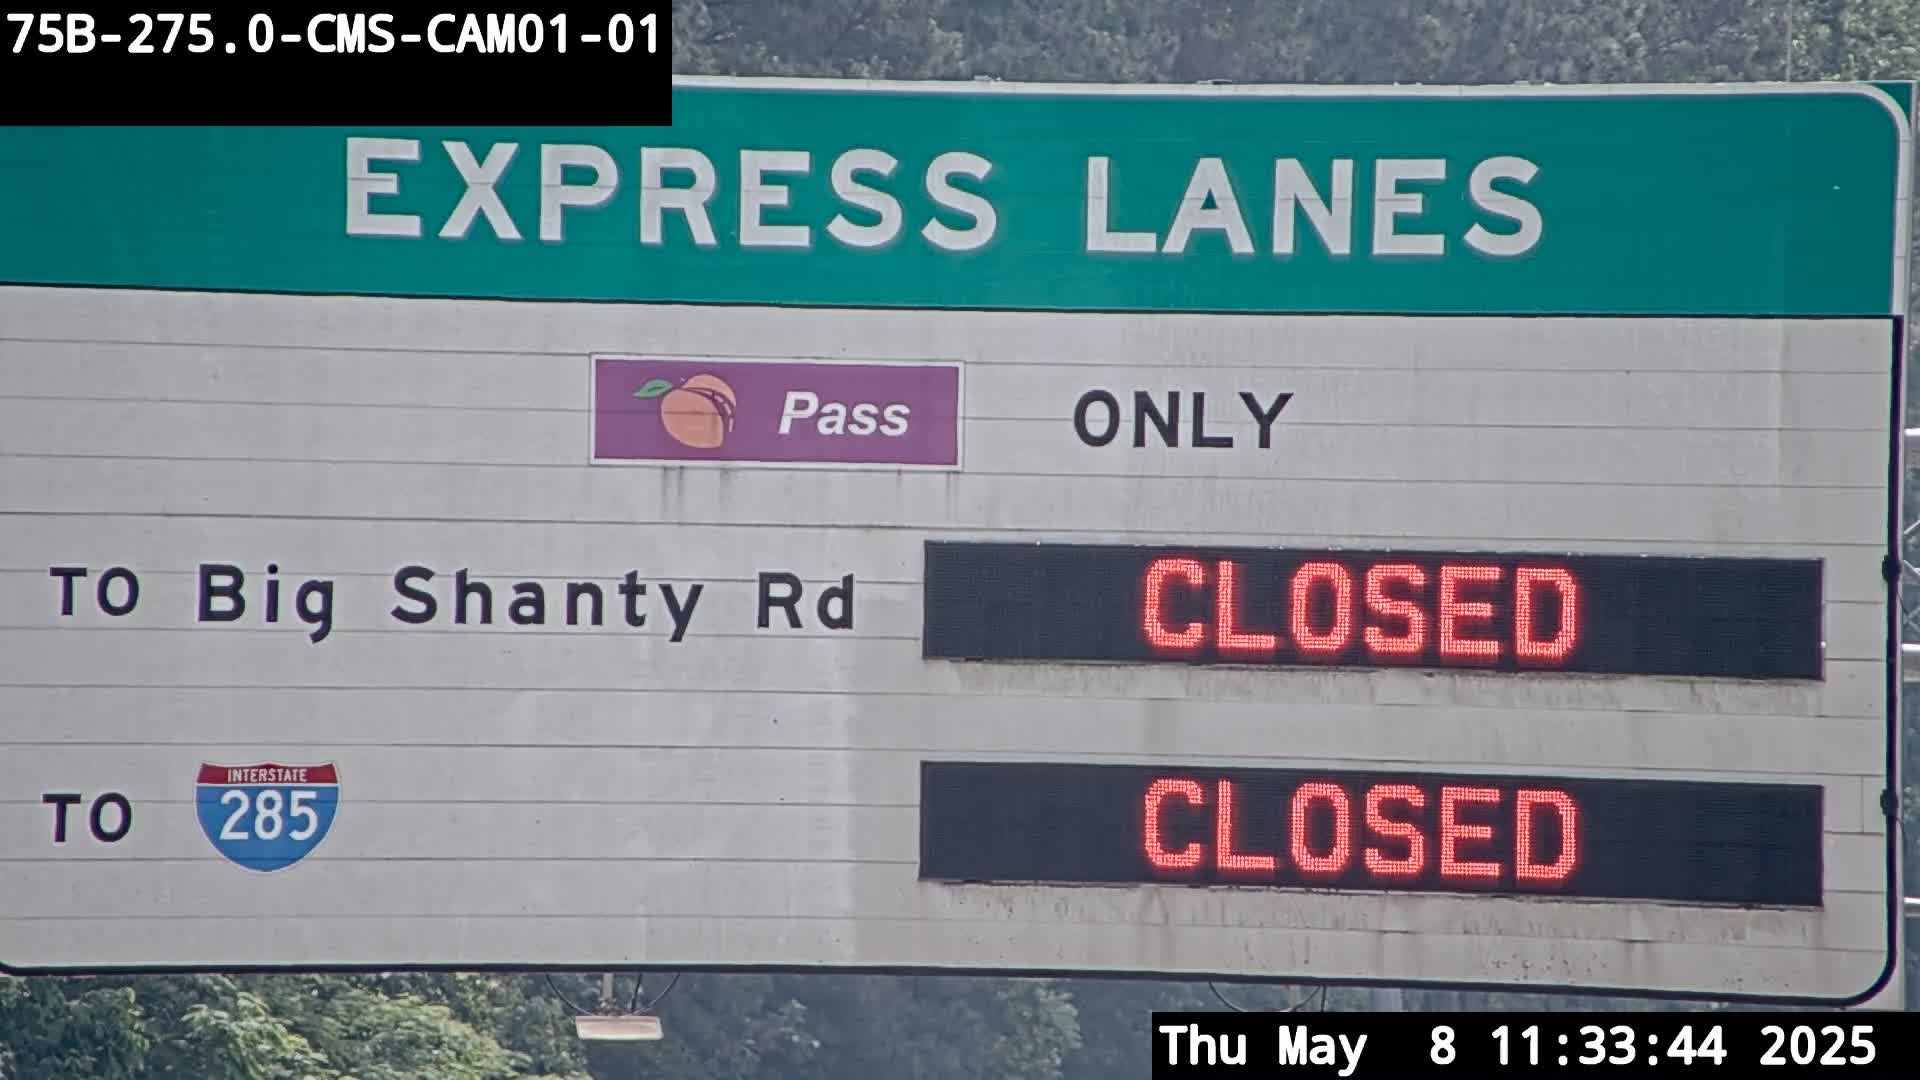 75B-275.0-CMS-CAM01-01
EXPRESS LANES
Pass ONLY
TO Big Shanty Rd CLOSED
TO INTERSTATE 285 CLOSED
Thu May 8 11:33:44 2025